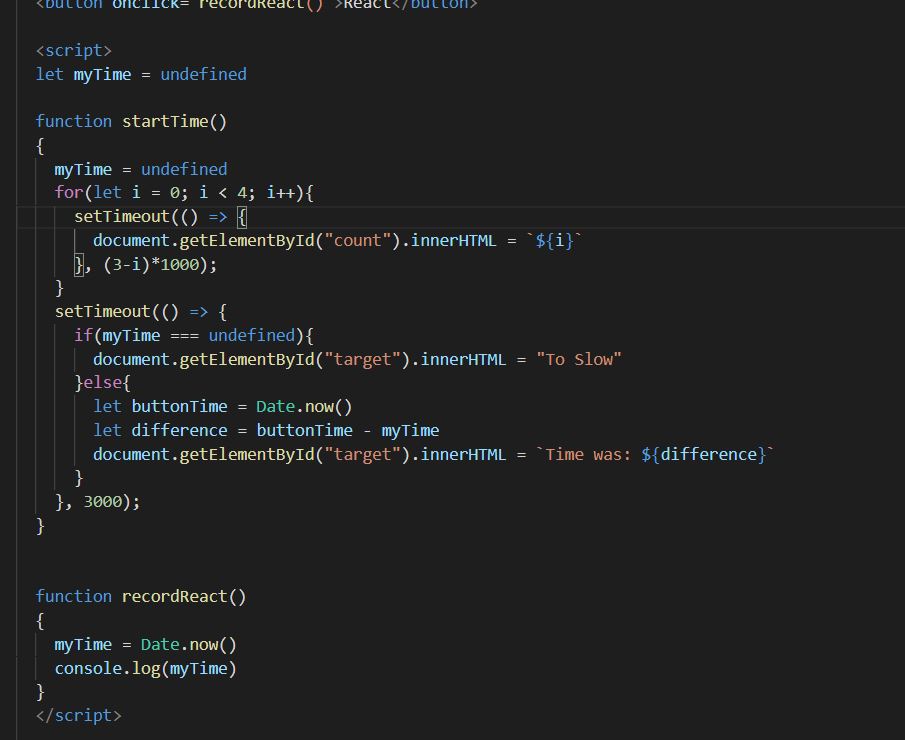 <button onclick="recordReact()">React</button>
<script>
let myTime = undefined
function startTime()
{
myTime = undefined
for(let i = 0; i < 4; i++){
setTimeout(() => {
document.getElementById("count").innerHTML = `${i}`
}, (3-i)*1000);
}
setTimeout(() => {
if(myTime === undefined){
document.getElementById("target").innerHTML = "To Slow"
}else{
let buttonTime = Date.now()
let difference = buttonTime - myTime
document.getElementById("target").innerHTML = `Time was: ${difference}`
}
}, 3000);
}
function recordReact()
{
myTime = Date.now()
console.log(myTime)
}
</script>